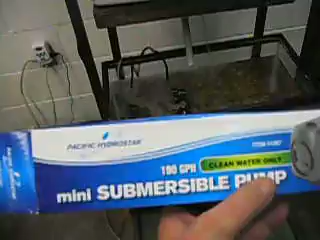 PACIFIC HYDROSTAR
190 GPH
CLEAN WATER ONLY
mini SUBMERSIBLE PUMP